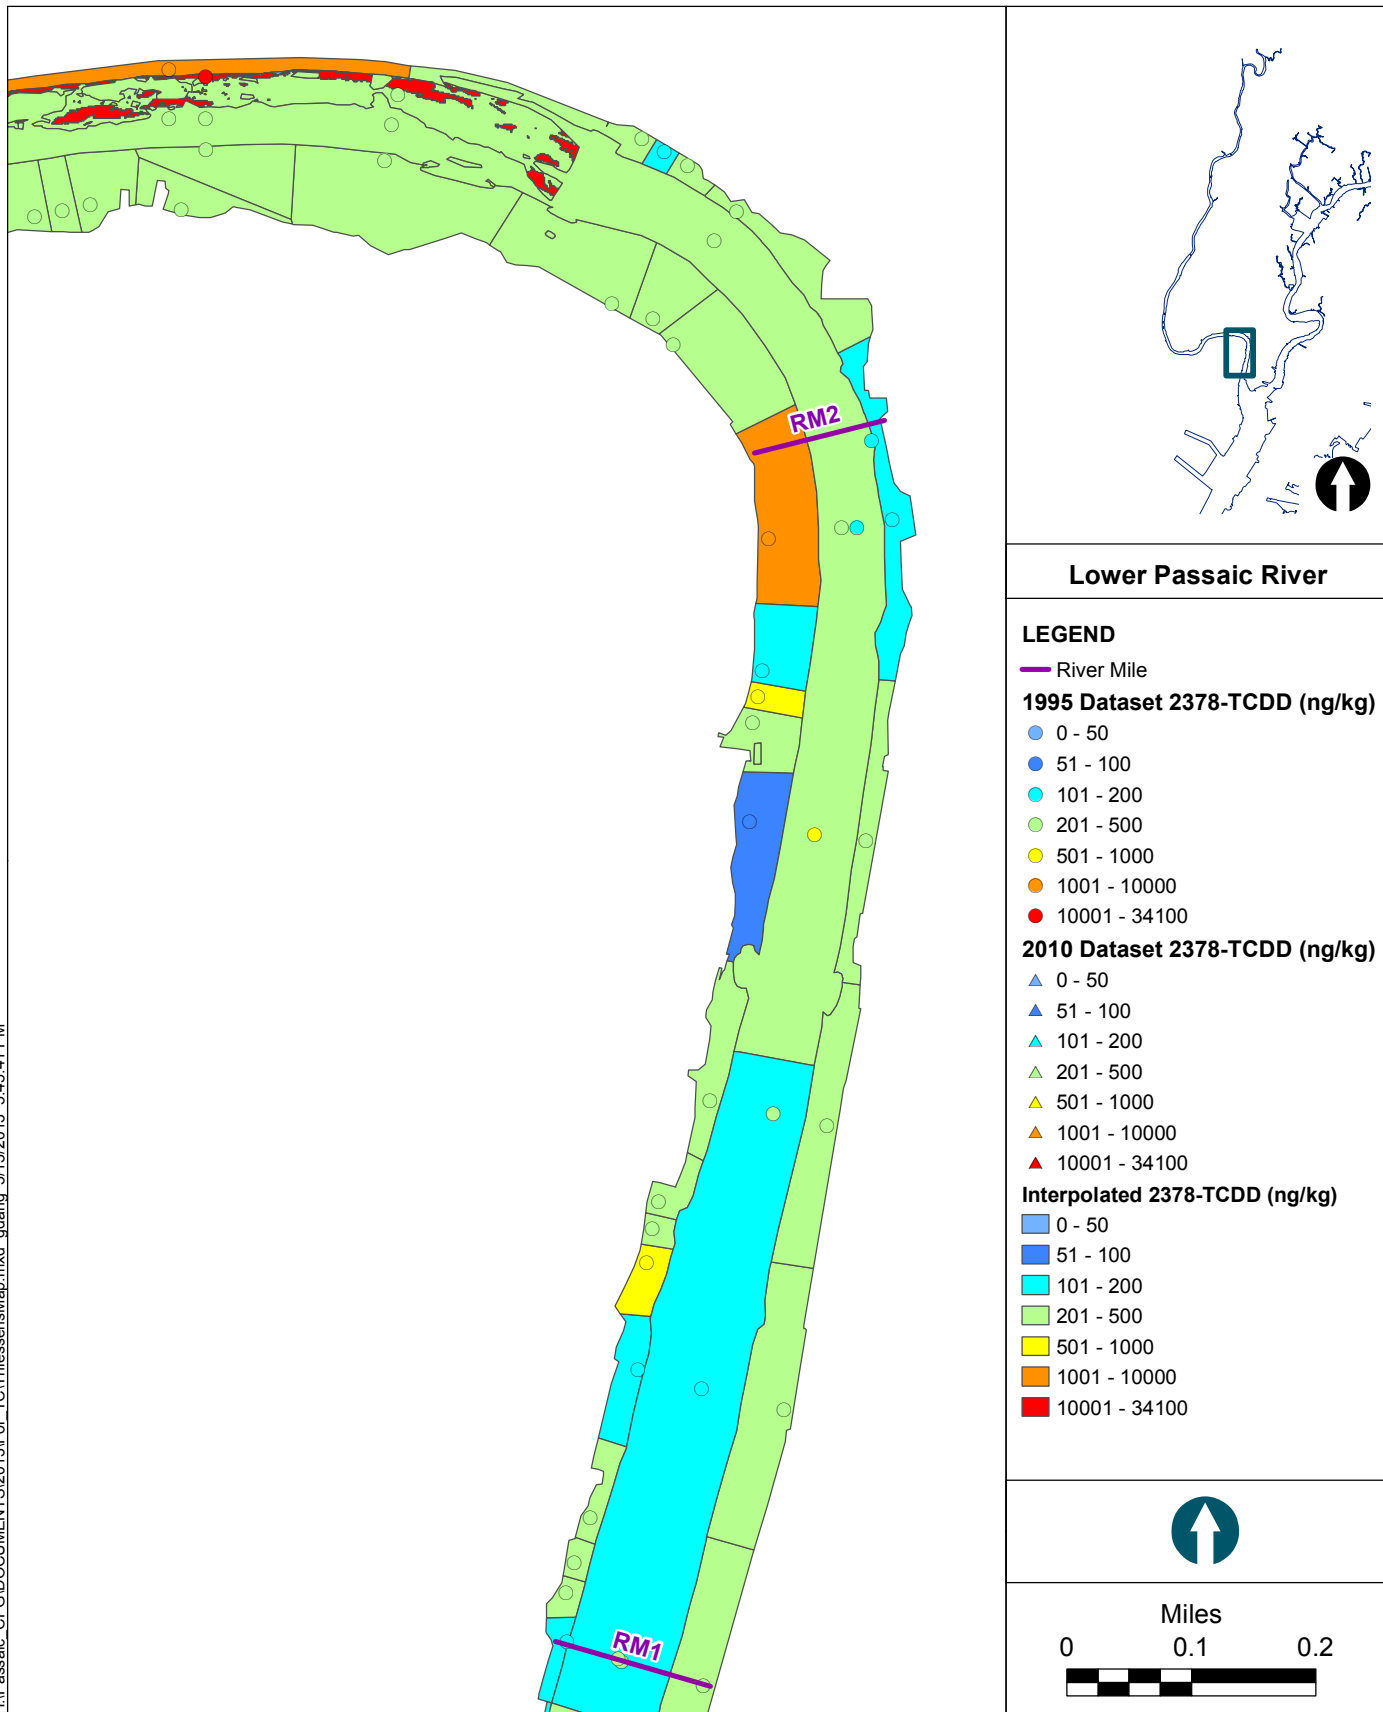 RM2
RM1
Lower Passaic River
LEGEND
River Mile
1995 Dataset 2378-TCDD (ng/kg)
0 - 50
51 - 100
101 - 200
201 - 500
501 - 1000
1001 - 10000
10001 - 34100
2010 Dataset 2378-TCDD (ng/kg)
0 - 50
51 - 100
101 - 200
201 - 500
501 - 1000
1001 - 10000
10001 - 34100
Interpolated 2378-TCDD (ng/kg)
0 - 50
51 - 100
101 - 200
201 - 500
501 - 1000
1001 - 10000
10001 - 34100
Miles
0 0.1 0.2